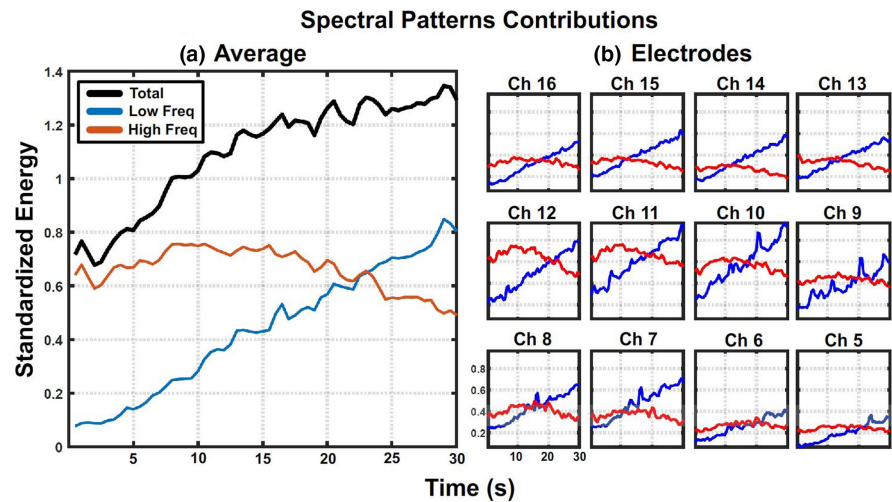 Spectral Patterns Contributions
(a) Average
(b) Electrodes
Standardized Energy
1.4
1.2
1
0.8
0.6
0.4
0.2
0
Total
Low Freq
High Freq
5 10 15 20 25 30
Ch 16 Ch 15 Ch 14 Ch 13
Ch 12 Ch 11 Ch 10 Ch 9
Ch 8 Ch 7 Ch 6 Ch 5
0.8
0.6
0.4
0.2
10 20 30
Time (s)